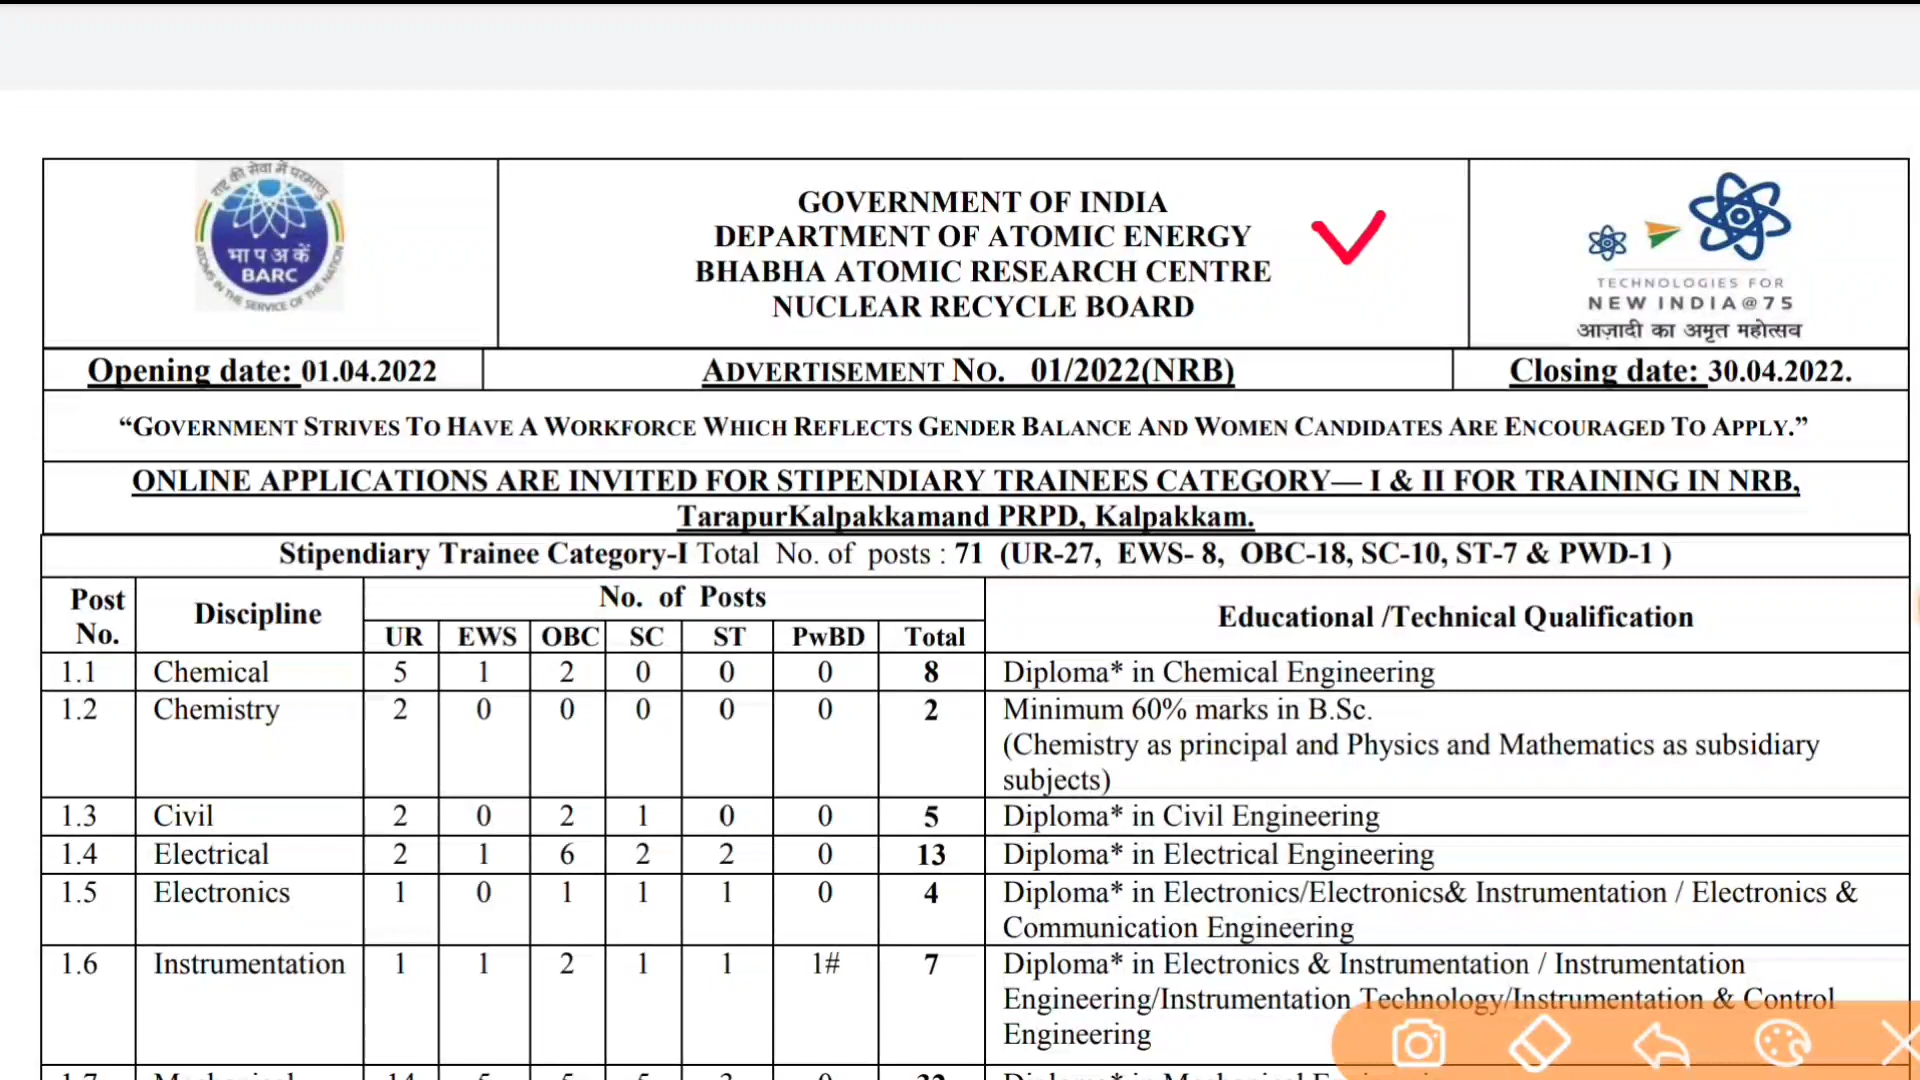 राष्ट्र की सेवा में परमाणु
भा प अ कें
BARC
ATOMS IN THE SERVICE OF THE NATION
GOVERNMENT OF INDIA
DEPARTMENT OF ATOMIC ENERGY
BHABHA ATOMIC RESEARCH CENTRE
NUCLEAR RECYCLE BOARD
TECHNOLOGIES FOR
NEW INDIA@75
आज़ादी का अमृत महोत्सव
Opening date: 01.04.2022 ADVERTISEMENT NO. 01/2022(NRB) Closing date: 30.04.2022.
“GOVERNMENT STRIVES TO HAVE A WORKFORCE WHICH REFLECTS GENDER BALANCE AND WOMEN CANDIDATES ARE ENCOURAGED TO APPLY.”
ONLINE APPLICATIONS ARE INVITED FOR STIPENDIARY TRAINEES CATEGORY— I & II FOR TRAINING IN NRB,
TarapurKalpakkamand PRPD, Kalpakkam.
Stipendiary Trainee Category-I Total No. of posts : 71 (UR-27, EWS- 8, OBC-18, SC-10, ST-7 & PWD-1 )
Post No. Discipline No. of Posts Educational /Technical Qualification
UR EWS OBC SC ST PwBD Total
1.1 Chemical 5 1 2 0 0 0 8 Diploma* in Chemical Engineering
1.2 Chemistry 2 0 0 0 0 0 2 Minimum 60% marks in B.Sc.
(Chemistry as principal and Physics and Mathematics as subsidiary
subjects)
1.3 Civil 2 0 2 1 0 0 5 Diploma* in Civil Engineering
1.4 Electrical 2 1 6 2 2 0 13 Diploma* in Electrical Engineering
1.5 Electronics 1 0 1 1 1 0 4 Diploma* in Electronics/Electronics& Instrumentation / Electronics &
Communication Engineering
1.6 Instrumentation 1 1 2 1 1 1# 7 Diploma* in Electronics & Instrumentation / Instrumentation
Engineering/Instrumentation Technology/Instrumentation & Control
Engineering